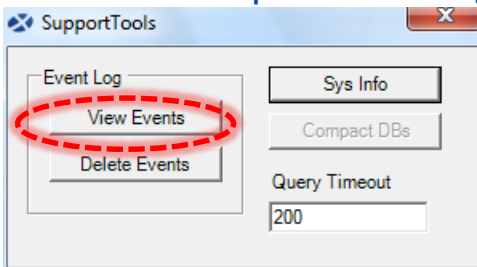 SupportTools
X
Event Log
View Events
Delete Events
Sys Info
Compact DBs
Query Timeout
200